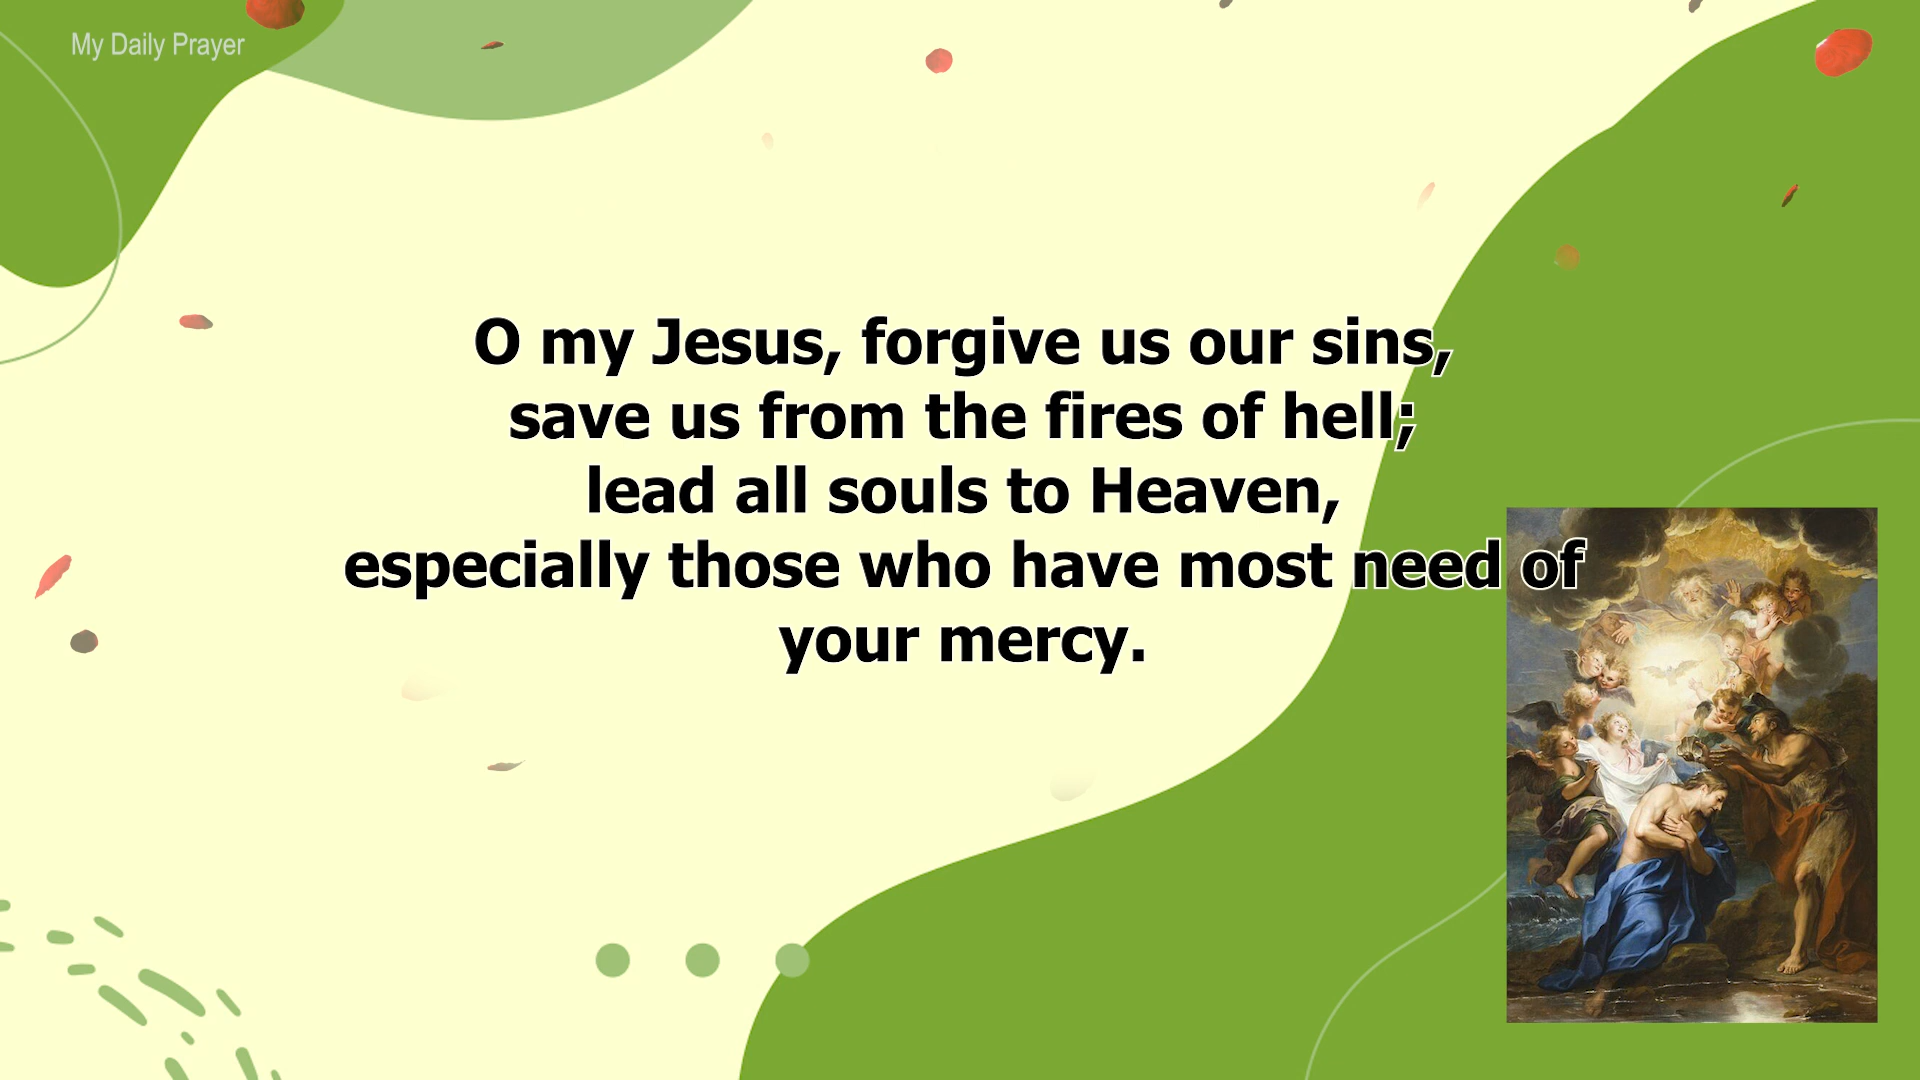 My Daily Prayer
O my Jesus, forgive us our sins,
save us from the fires of hell;
lead all souls to Heaven,
especially those who have most need of
your mercy.